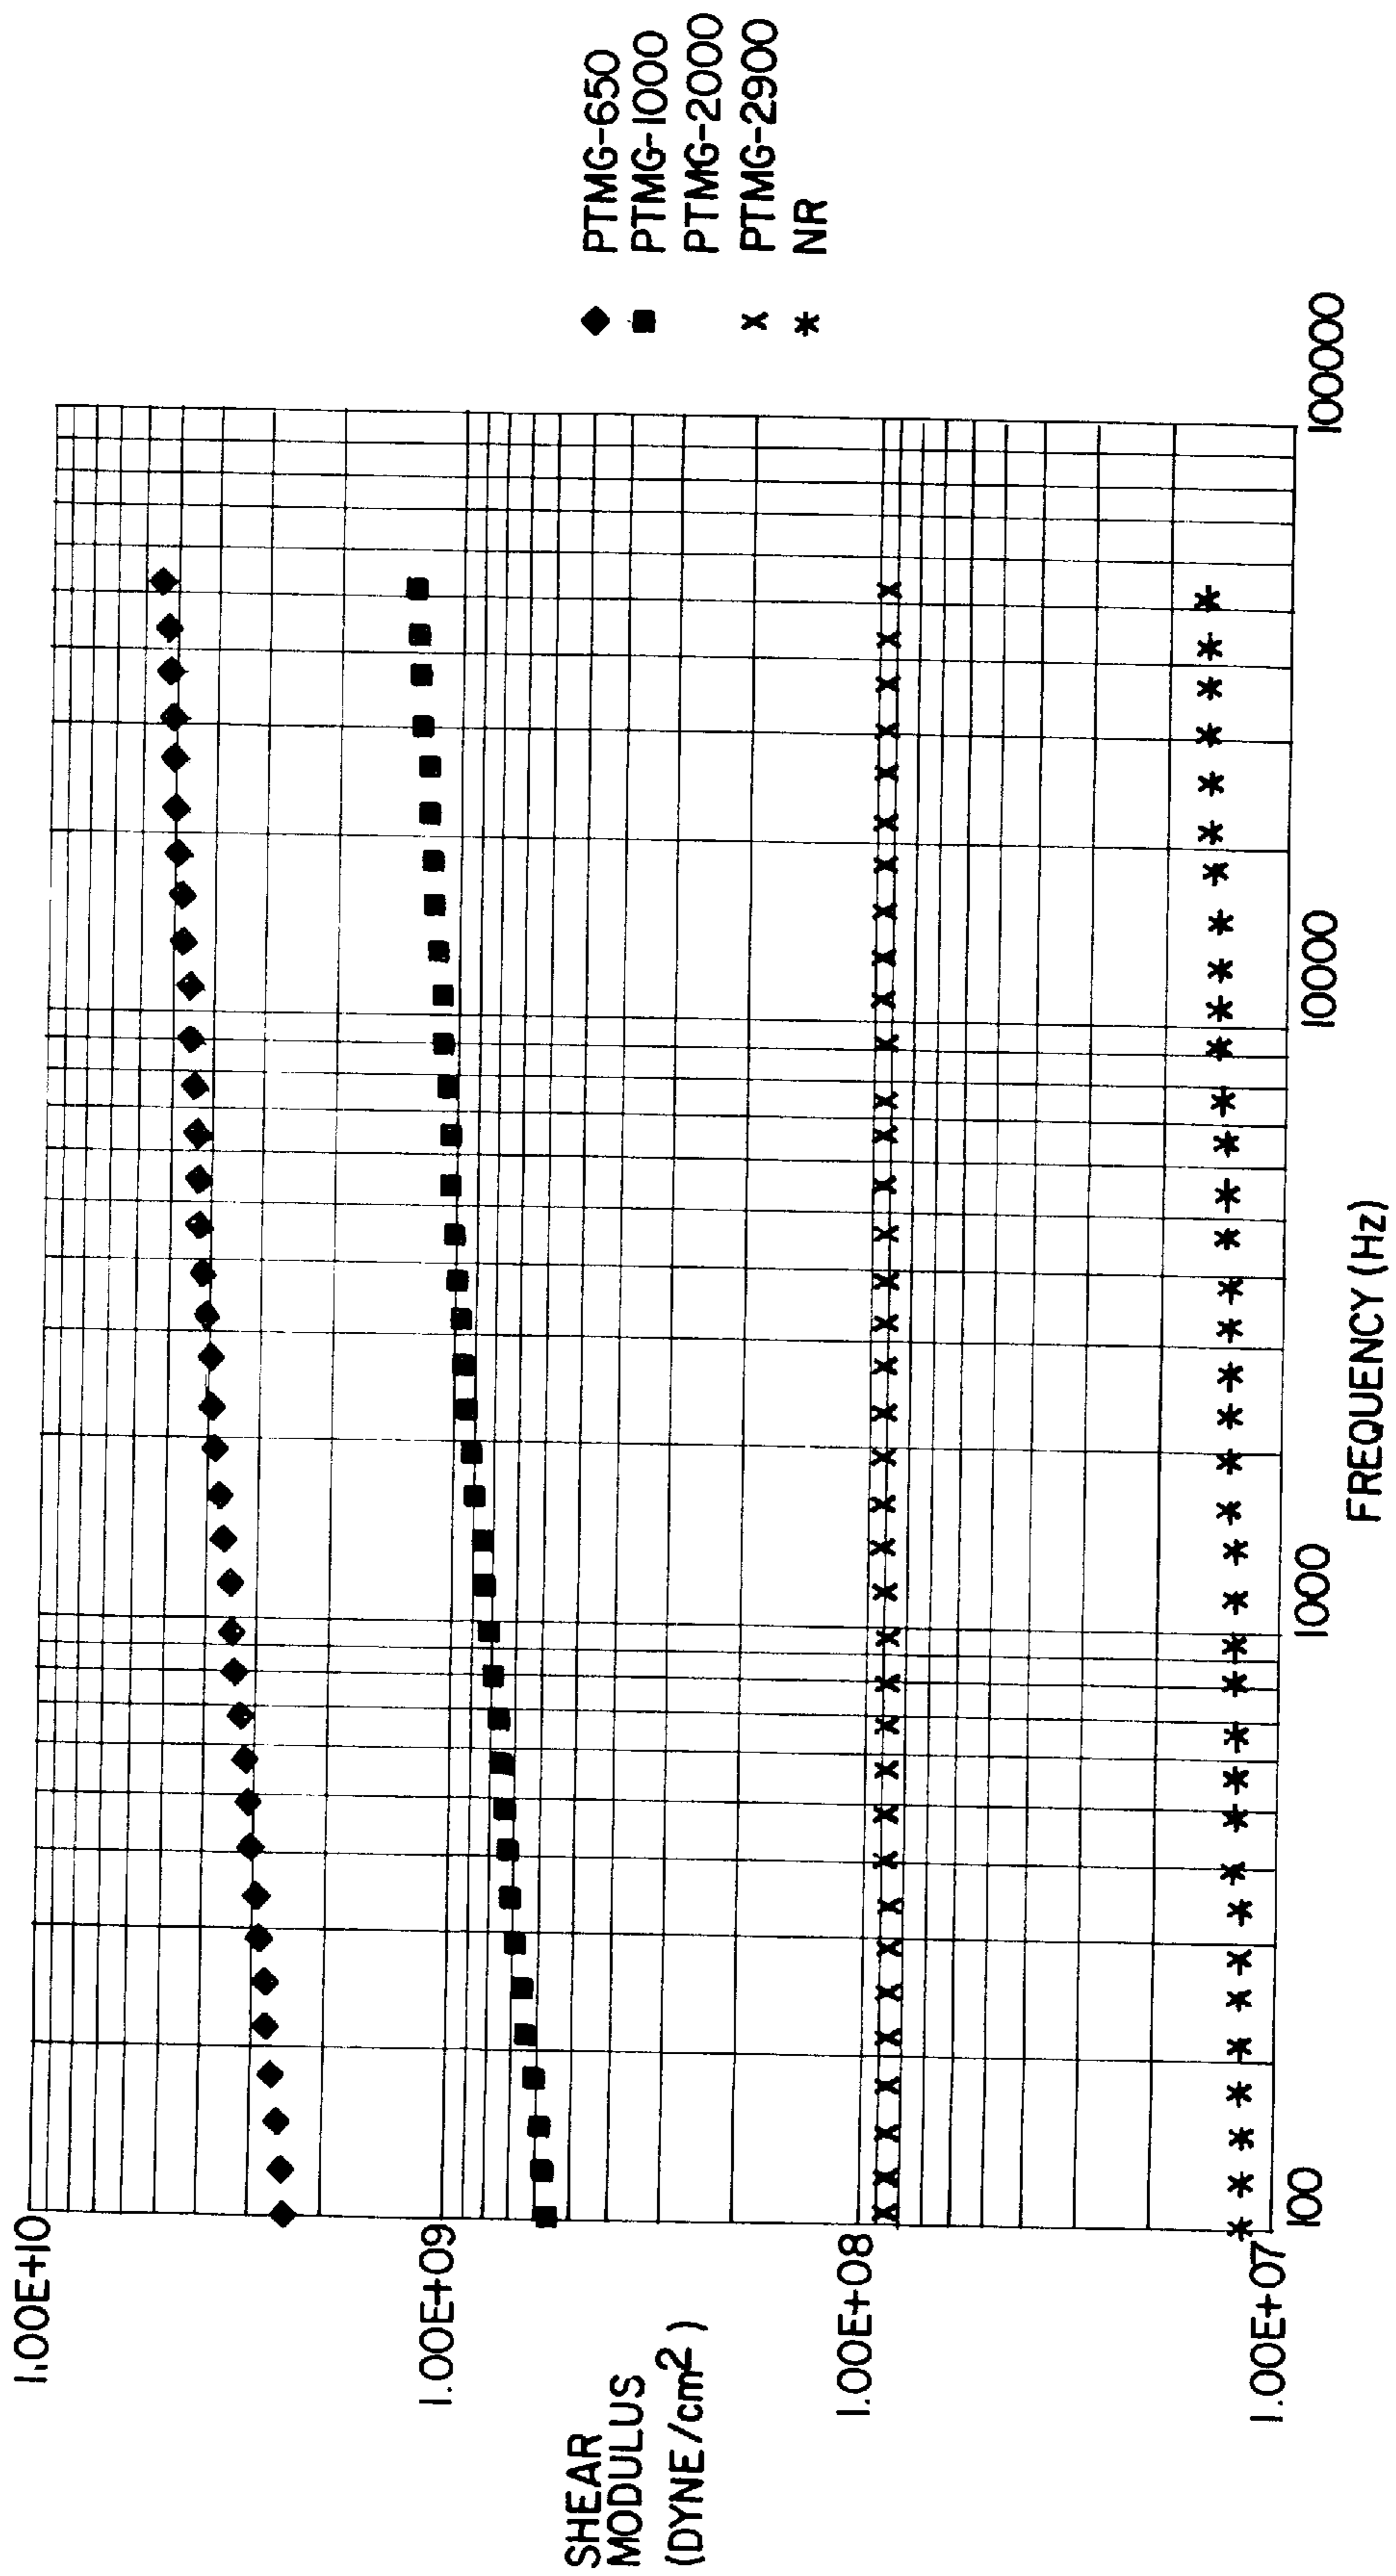 1.00E+10
1.00E+09
1.00E+08
1.00E+07
SHEAR
MODULUS
(DYNE/cm²)
100
1000
10000
100000
FREQUENCY (Hz)
PTMG-650
PTMG-1000
PTMG-2000
PTMG-2900
NR